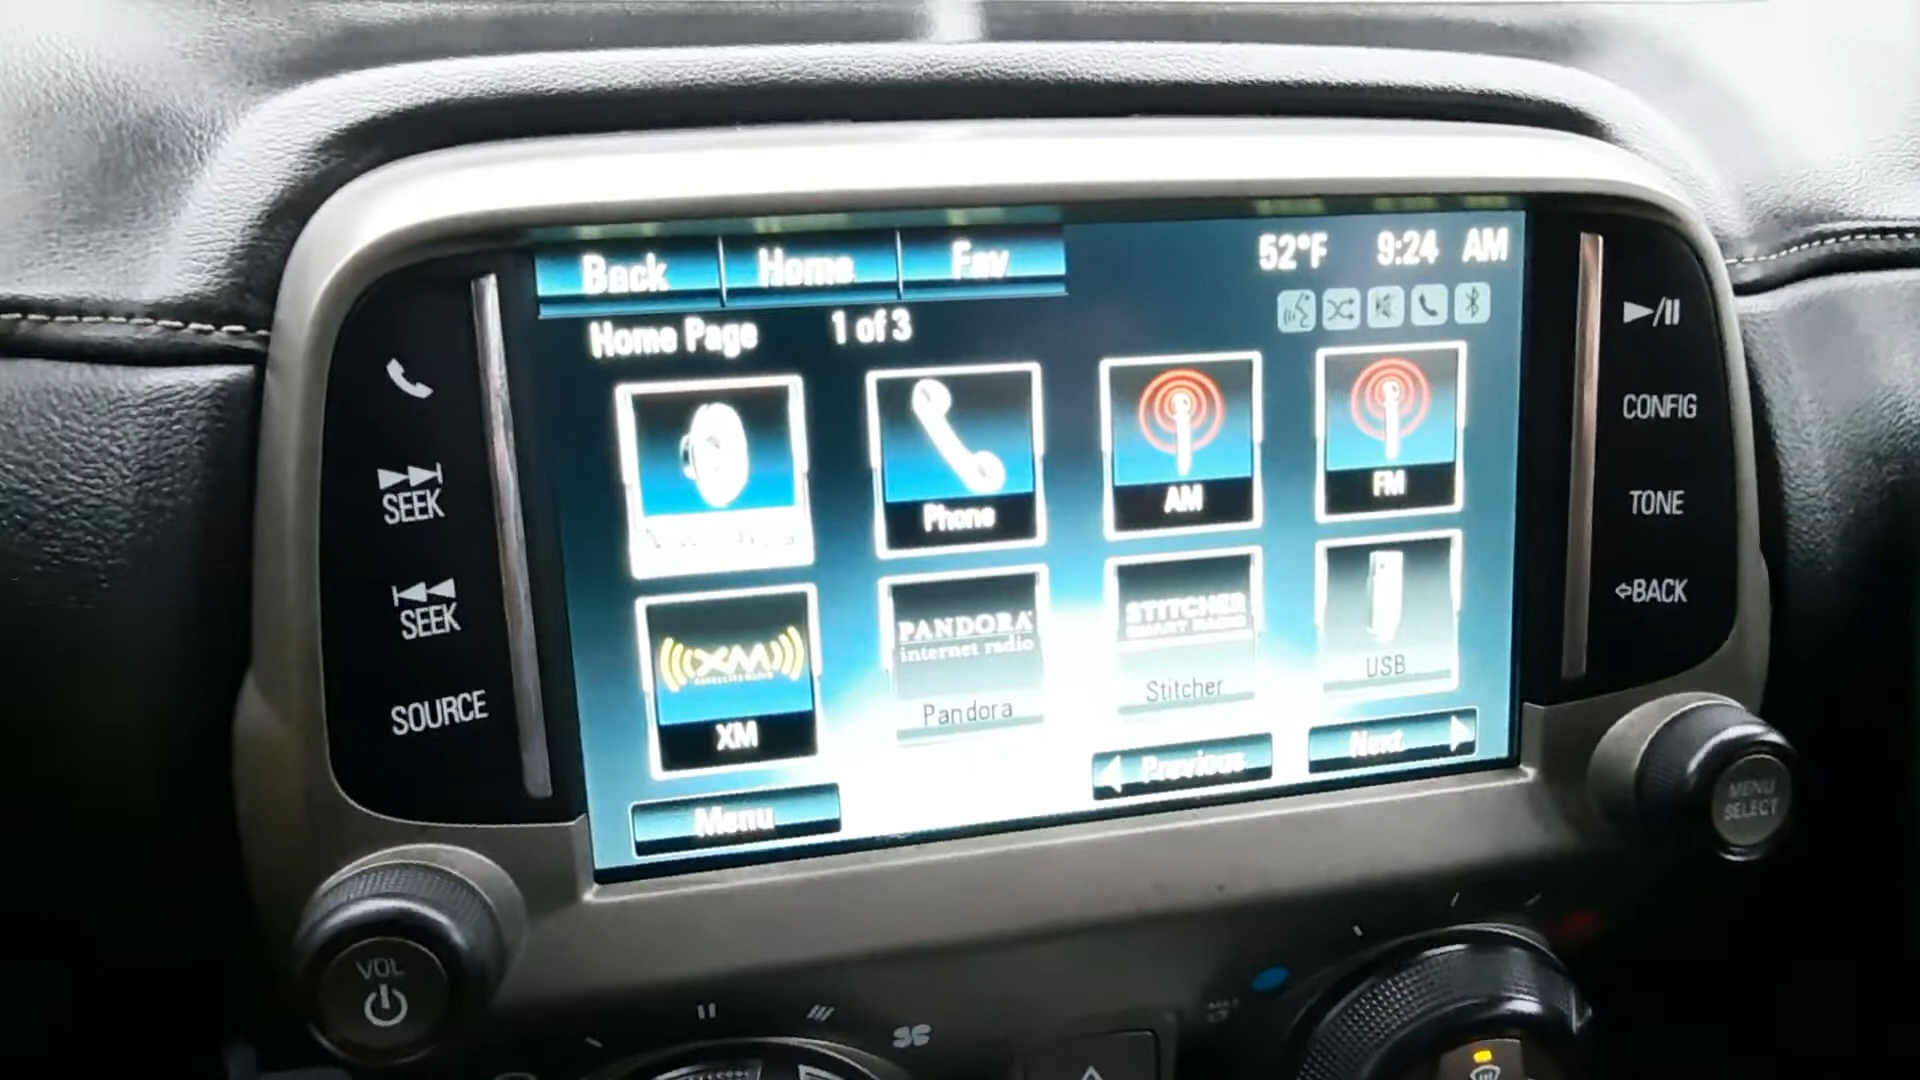 Back Home Fav 52°F 9:24 AM
Home Page 1 of 3
Phone
AM
FM
XM
XM
PANDORA
internet radio
Pandora
STITCHER
SMART RADIO
Stitcher
USB
Menu
Previous
Next
SEEK
SEEK
SOURCE
VOL
CONFIG
TONE
BACK
MENU
SELECT